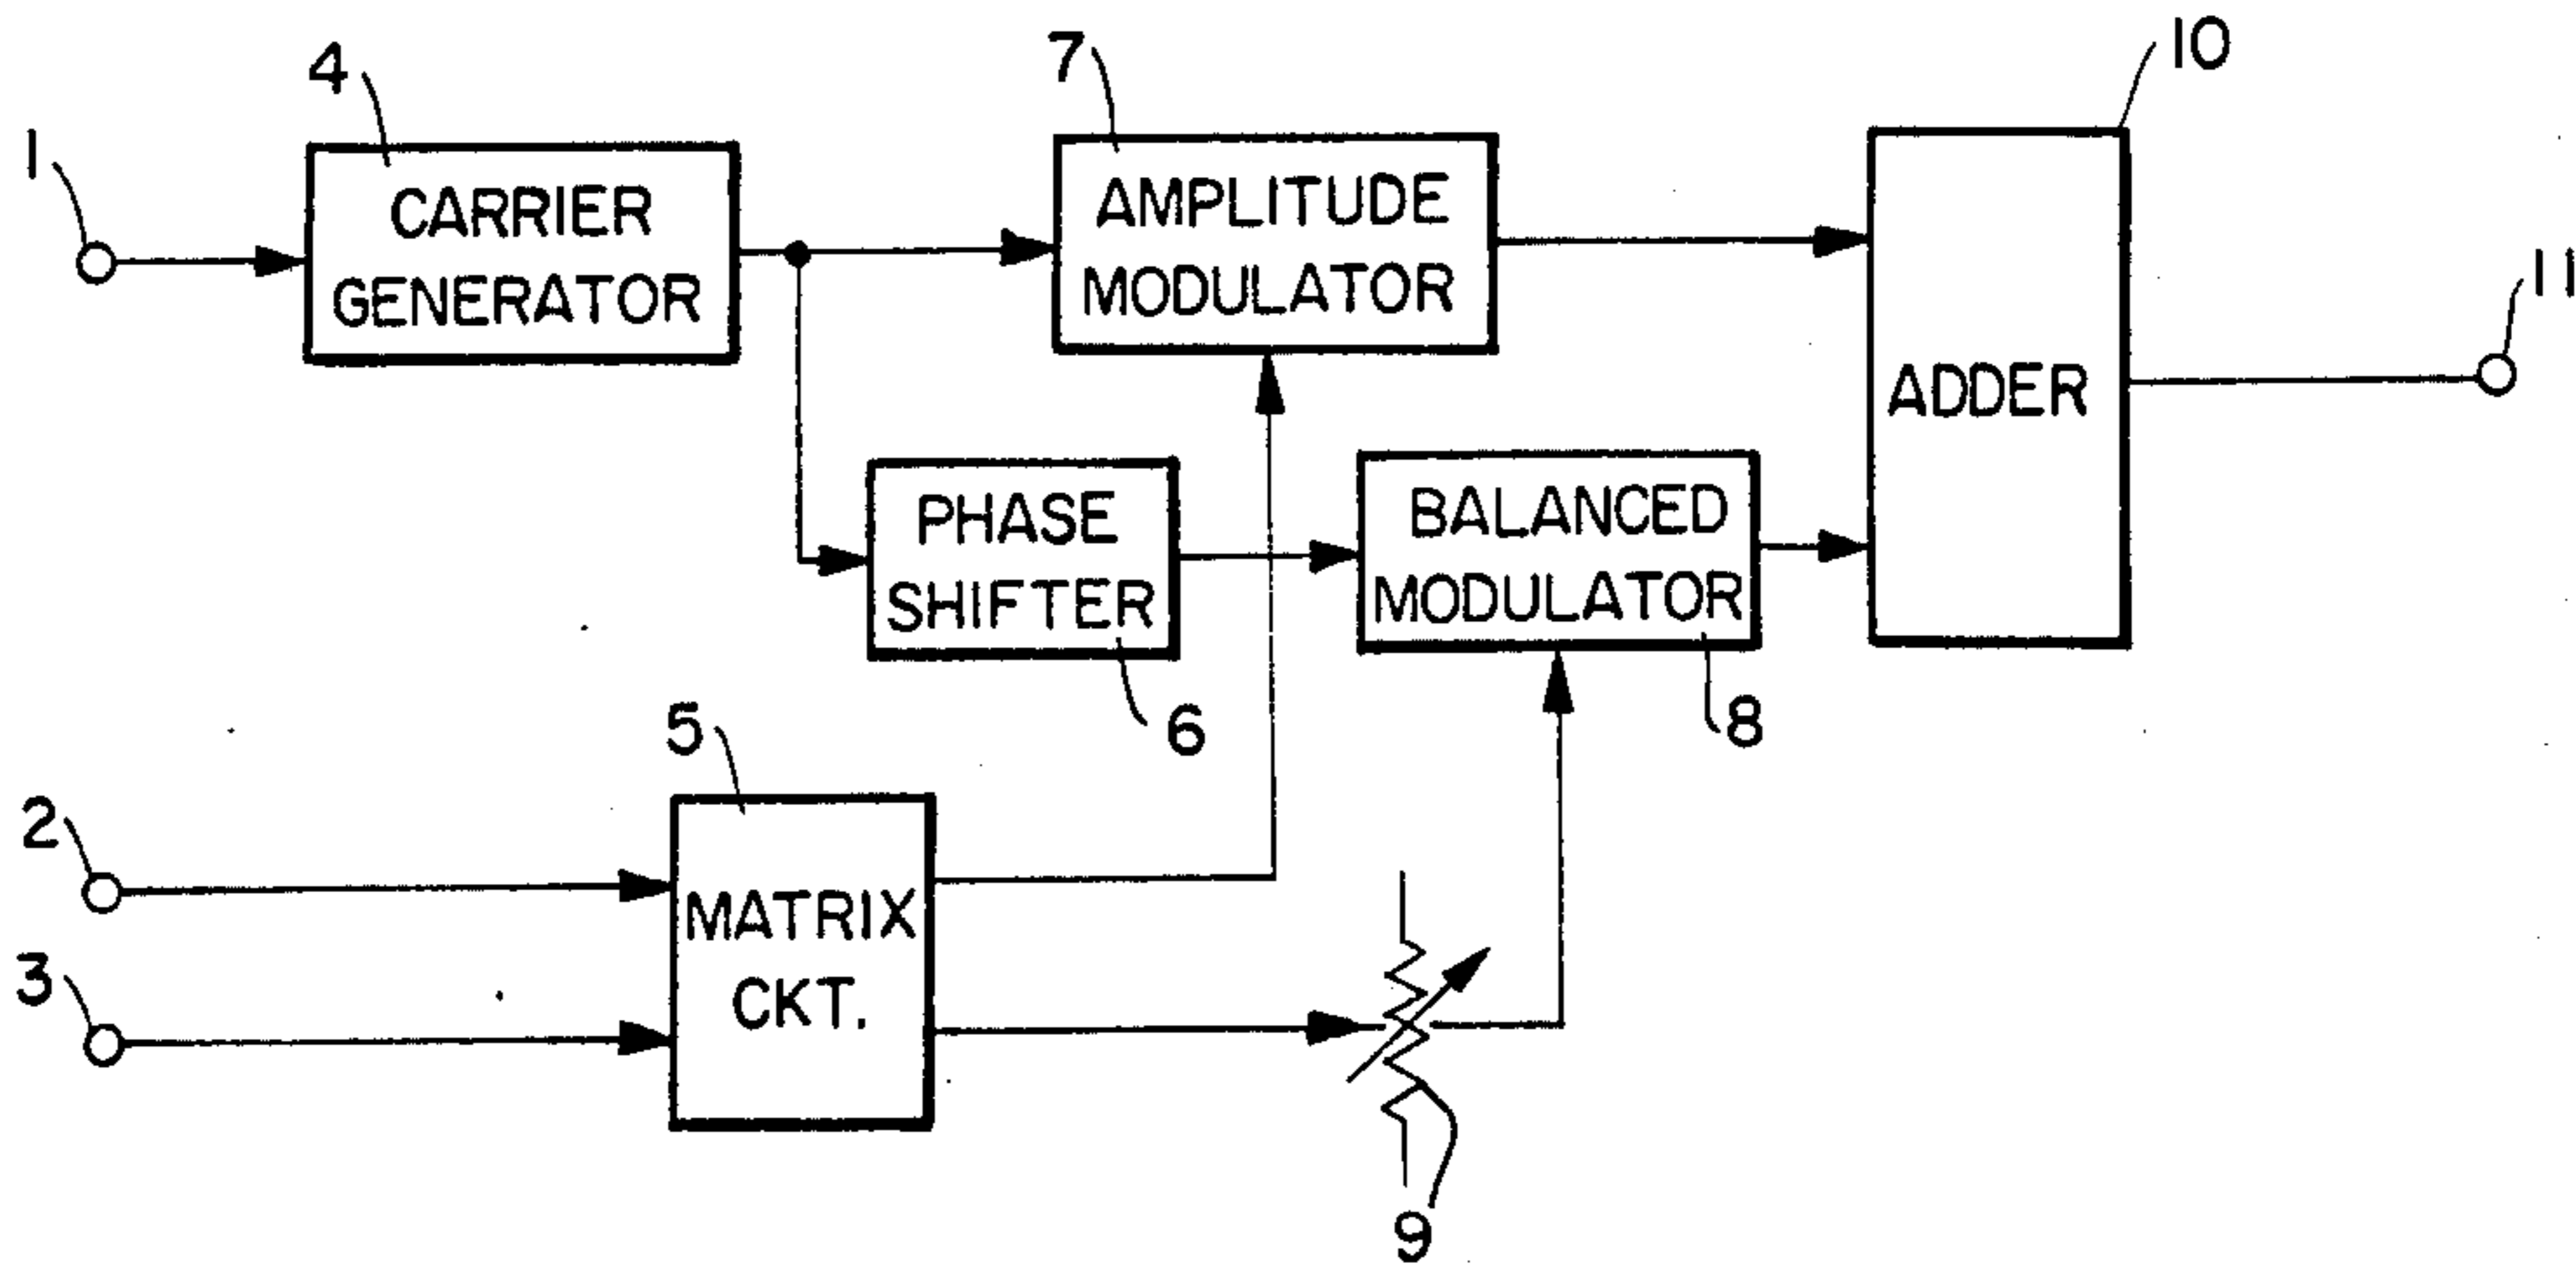 1
4
CARRIER
GENERATOR
7
AMPLITUDE
MODULATOR
10
ADDER
11
PHASE
SHIFTER
6
BALANCED
MODULATOR
8
2
3
5
MATRIX
CKT.
9